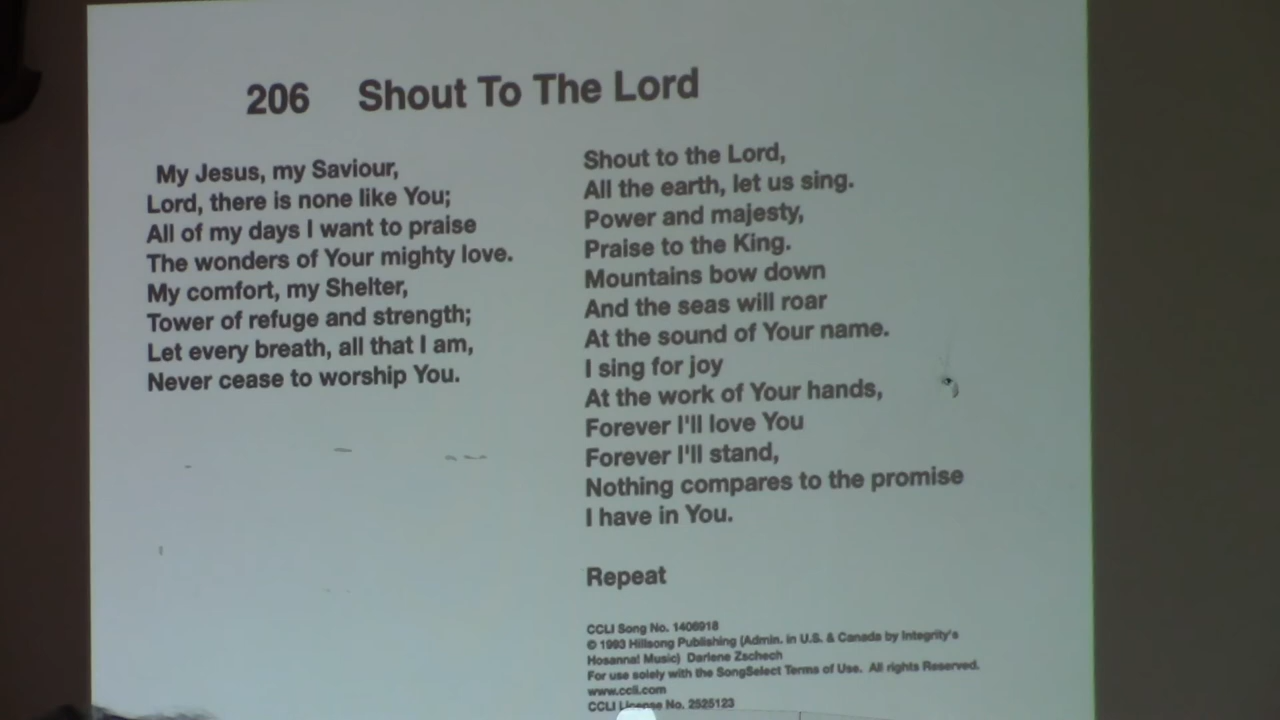 206 Shout To The Lord
My Jesus, my Saviour,
Lord, there is none like You;
All of my days I want to praise
The wonders of Your mighty love.
My comfort, my Shelter,
Tower of refuge and strength;
Let every breath, all that I am,
Never cease to worship You.
Shout to the Lord,
All the earth, let us sing.
Power and majesty,
Praise to the King.
Mountains bow down
And the seas will roar
At the sound of Your name.
I sing for joy
At the work of Your hands,
Forever I'll love You
Forever I'll stand,
Nothing compares to the promise
I have in You.
Repeat
CCLI Song No. 1406918
© 1993 Hillsong Publishing (Admin. in U.S. & Canada by Integrity's
Hosanna! Music) Darlene Zschech
For use solely with the SongSelect Terms of Use. All rights Reserved.
www.ccli.com
CCLI License No. 2525123